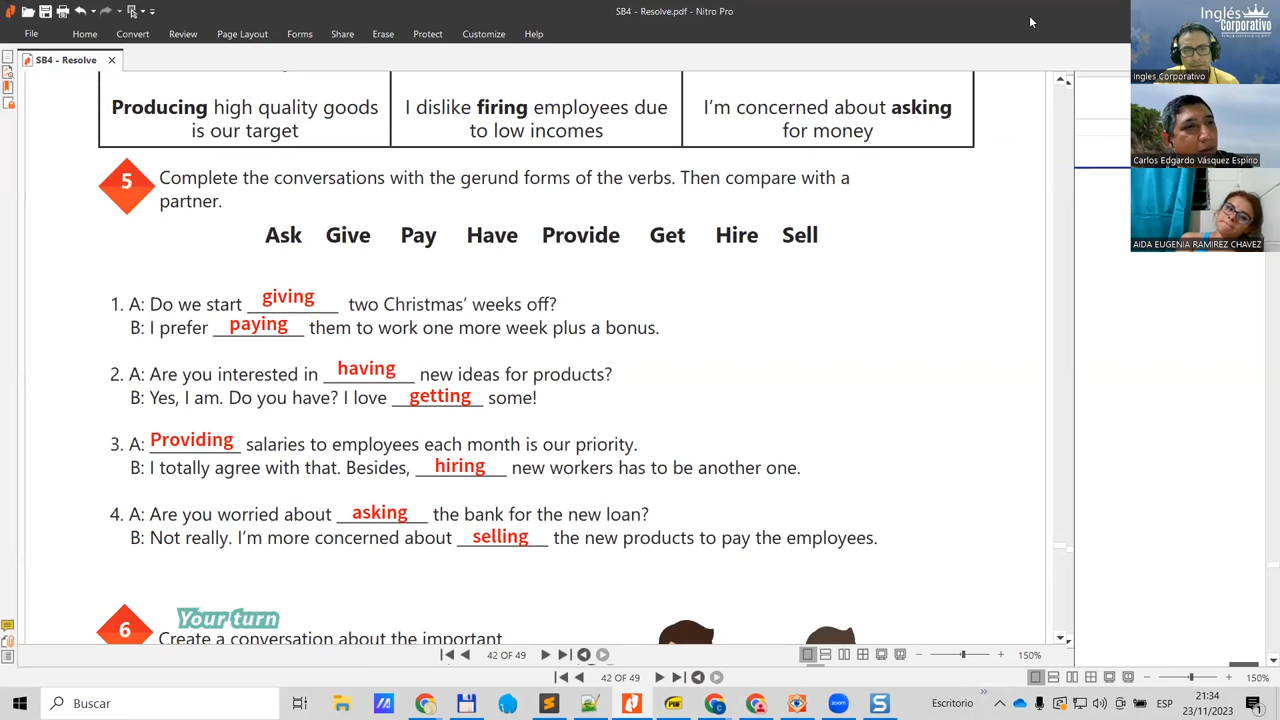 SB4 - Resolve.pdf - Nitro Pro
File Home Convert Review Page Layout Forms Share Erase Protect Customize Help
SB4 - Resolve
Producing high quality goods is our target
I dislike firing employees due to low incomes
I'm concerned about asking for money
5 Complete the conversations with the gerund forms of the verbs. Then compare with a
partner.
Ask Give Pay Have Provide Get Hire Sell
1. A: Do we start giving two Christmas' weeks off?
B: I prefer paying them to work one more week plus a bonus.
2. A: Are you interested in having new ideas for products?
B: Yes, I am. Do you have? I love getting some!
3. A: Providing salaries to employees each month is our priority.
B: I totally agree with that. Besides, hiring new workers has to be another one.
4. A: Are you worried about asking the bank for the new loan?
B: Not really. I'm more concerned about selling the new products to pay the employees.
Your turn
6 Create a conversation about the important
42 OF 49 150%
42 OF 49 150%
Buscar
Escritorio
ESP
21:34
23/11/2023
Inglés
Corporativo
Ingles Corporativo
Carlos Edgardo Vásquez Espino
AIDA EUGENIA RAMIREZ CHAVEZ